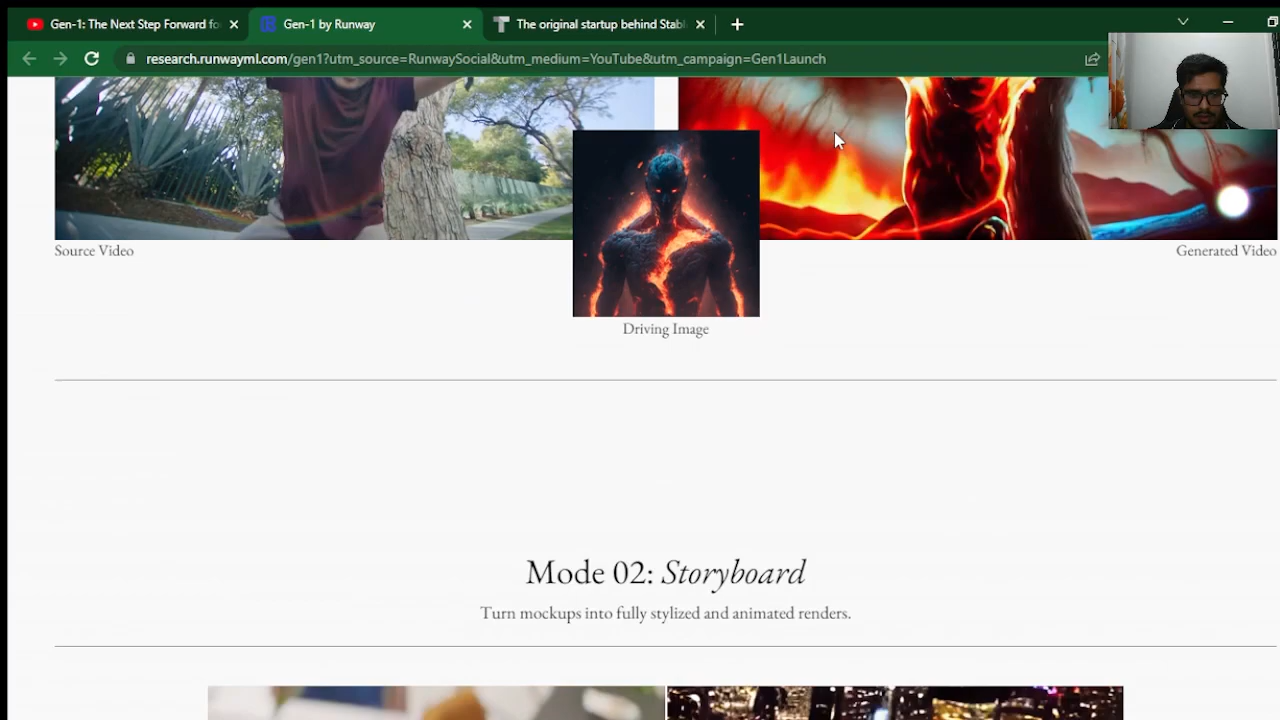 Gen-1: The Next Step Forward fo
Gen-1 by Runway
The original startup behind Stabl
research.runwayml.com/gen1?utm_source=RunwaySocial&utm_medium=YouTube&utm_campaign=Gen1Launch
Source Video
Generated Video
Driving Image
Mode 02: Storyboard
Turn mockups into fully stylized and animated renders.